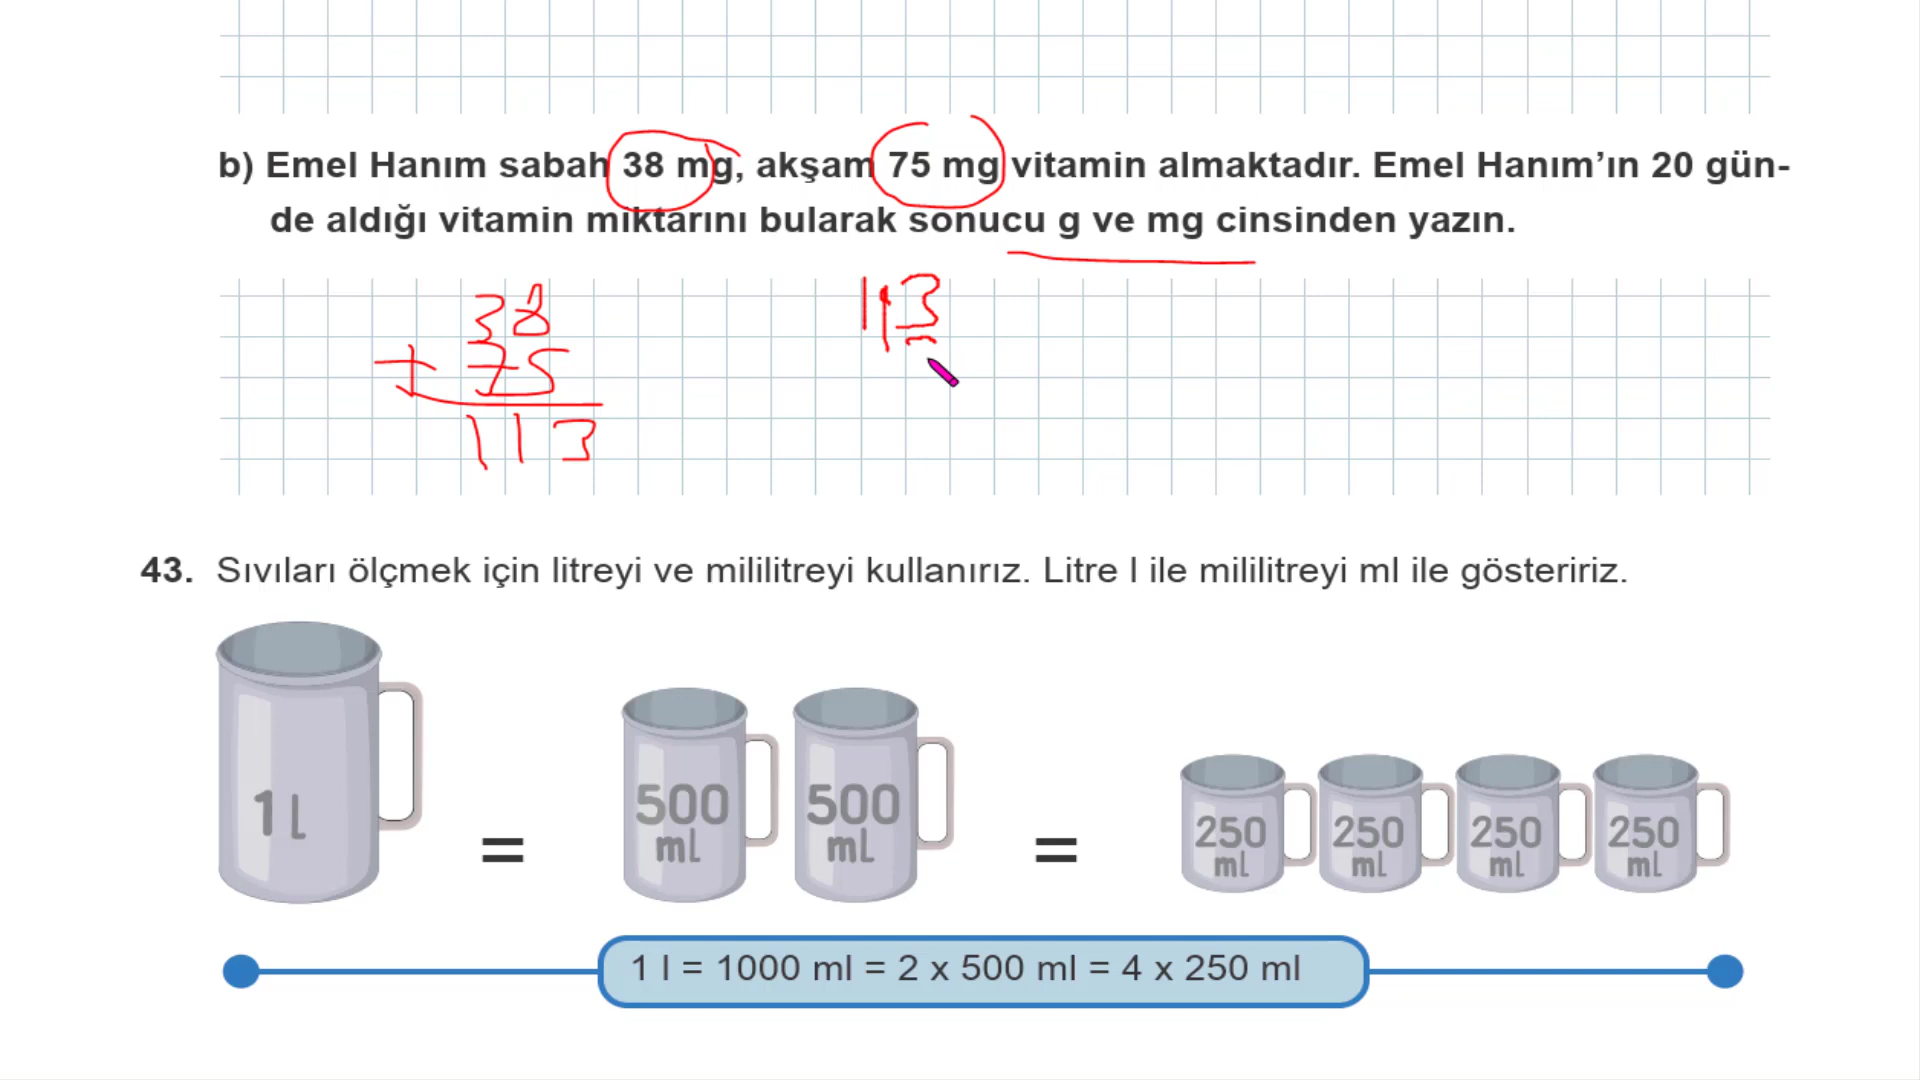 b) Emel Hanım sabah 38 mg, akşam 75 mg vitamin almaktadır. Emel Hanım’ın 20 gün-
de aldığı vitamin miktarını bularak sonucu g ve mg cinsinden yazın.
38
+ 75
113
113
43. Sıvıları ölçmek için litreyi ve mililitreyi kullanırız. Litre l ile mililitreyi ml ile gösteririz.
1 l
=
500 ml
500 ml
=
250 ml
250 ml
250 ml
250 ml
1 l = 1000 ml = 2 x 500 ml = 4 x 250 ml